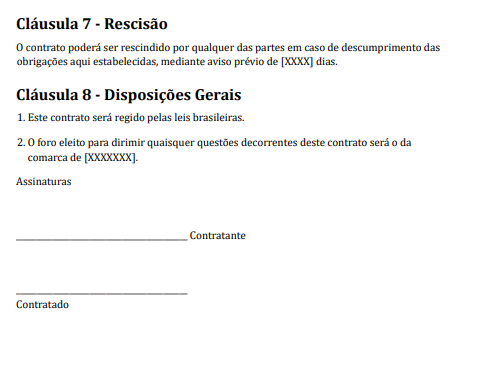 Cláusula 7 - Rescisão
O contrato poderá ser rescindido por qualquer das partes em caso de descumprimento das
obrigações aqui estabelecidas, mediante aviso prévio de [XXXX] dias.
Cláusula 8 - Disposições Gerais
1. Este contrato será regido pelas leis brasileiras.
2. O foro eleito para dirimir quaisquer questões decorrentes deste contrato será o da
comarca de [XXXXXXX].
Assinaturas
__________________________________ Contratante
__________________________________
Contratado